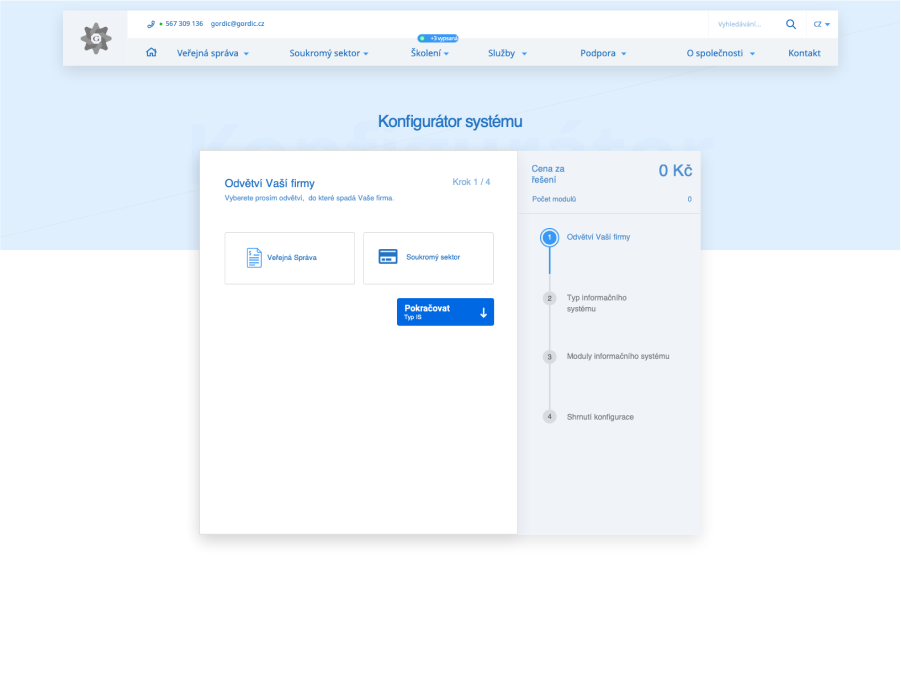 567 309 136 gordic@gordic.cz
Vyhledávání...
CZ
G
+3 vypsaná
Veřejná správa
Soukromý sektor
Školení
Služby
Podpora
O společnosti
Kontakt
Konfigurátor
Konfigurátor systému
Odvětví Vaší firmy
Krok 1 / 4
Vyberete prosím odvětví, do které spadá Vaše firma.
Veřejná Správa
Soukromý sektor
Pokračovat
Typ IS
Cena za
řešení
0 Kč
Počet modulů
0
1 Odvětví Vaší firmy
2 Typ informačního
systému
3 Moduly informačního systému
4 Shrnutí konfigurace